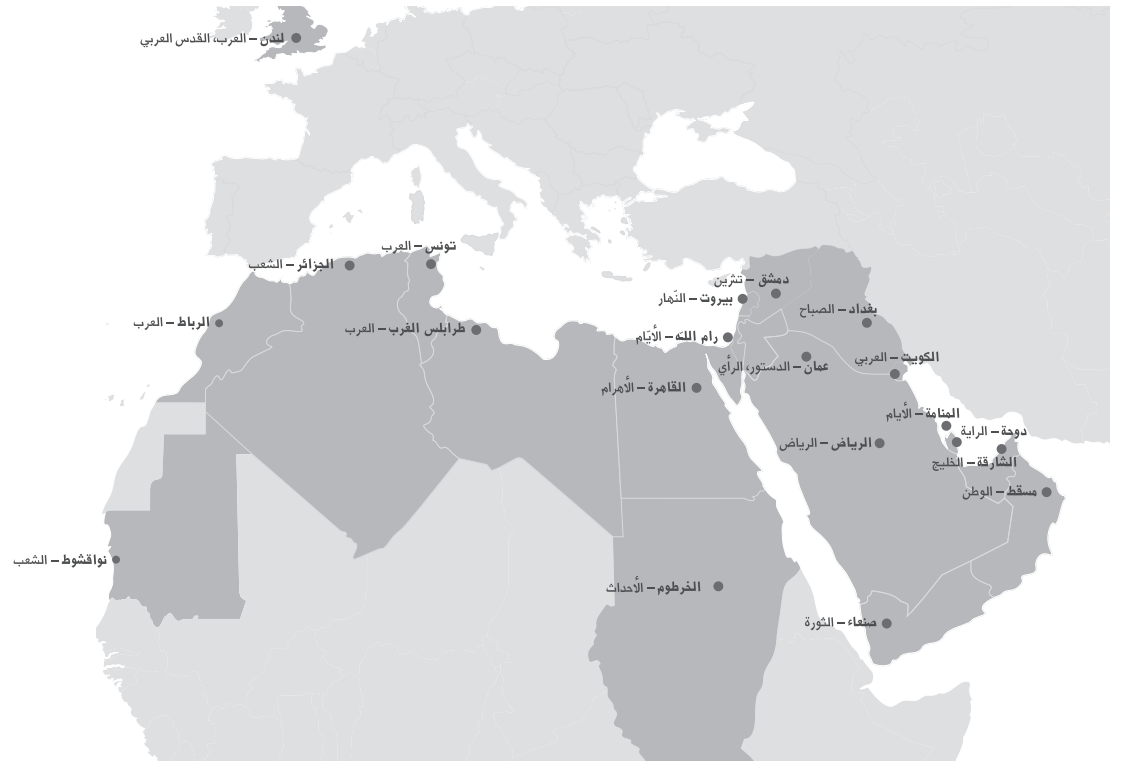 لندن – العرب، القدس العربي
تونس – العرب
الجزائر – الشعب
دمشق – تشرين
بيروت – النّهار
بغداد – الصباح
الرباط – العرب
طرابلس الغرب – العرب
رام الله – الأيّام
الكويت – العربي
عمان – الدستور، الرأي
القاهرة – الأهرام
المنامة – الأيام
دوحة – الراية
الرياض – الرياض
الشارقة – الخليج
مسقط – الوطن
نواقشوط – الشعب
الخرطوم – الأحداث
صنعاء – الثورة